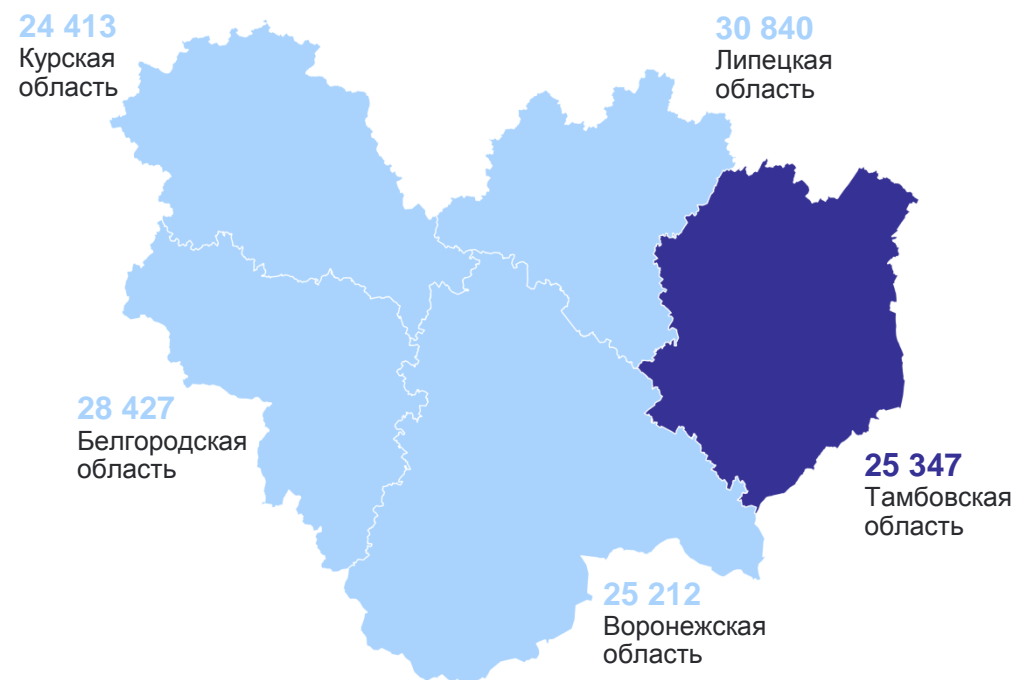 24 413
Курская
область
30 840
Липецкая
область
28 427
Белгородская
область
25 347
Тамбовская
область
25 212
Воронежская
область